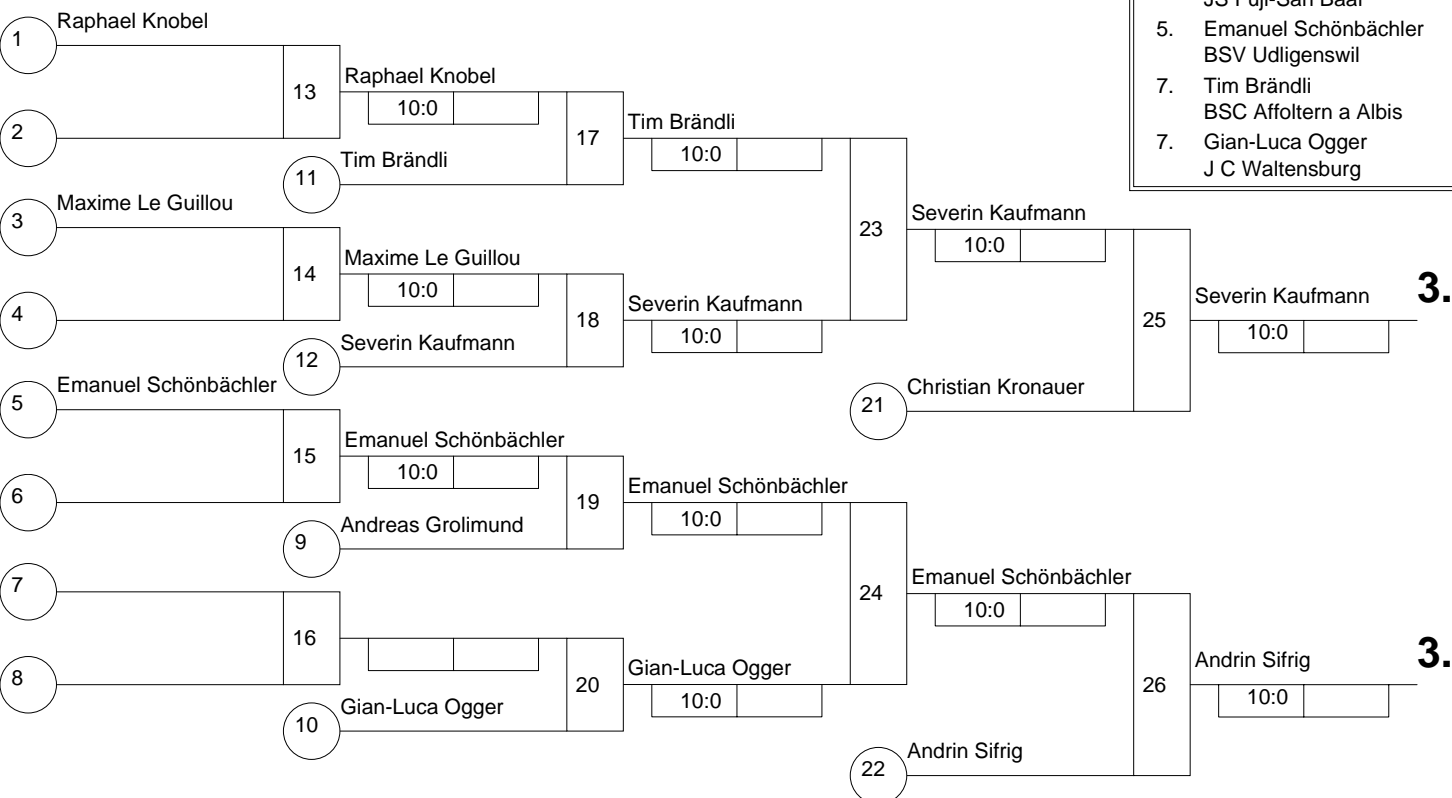 JS Fuji-San Baar
5. Emanuel Schönbächler
BSV Udligenswil
7. Tim Brändli
BSC Affoltern a Albis
7. Gian-Luca Ogger
J C Waltensburg
1
Raphael Knobel
13
Raphael Knobel
10:0
2
17
Tim Brändli
10:0
11
Tim Brändli
3
Maxime Le Guillou
23
Severin Kaufmann
10:0
14
Maxime Le Guillou
10:0
4
18
Severin Kaufmann
10:0
12
Severin Kaufmann
25
Severin Kaufmann
10:0
3.
5
Emanuel Schönbächler
21
Christian Kronauer
15
Emanuel Schönbächler
10:0
6
19
Emanuel Schönbächler
10:0
9
Andreas Grolimund
7
24
Emanuel Schönbächler
10:0
16
8
20
Gian-Luca Ogger
10:0
10
Gian-Luca Ogger
26
Andrin Sifrig
10:0
3.
22
Andrin Sifrig